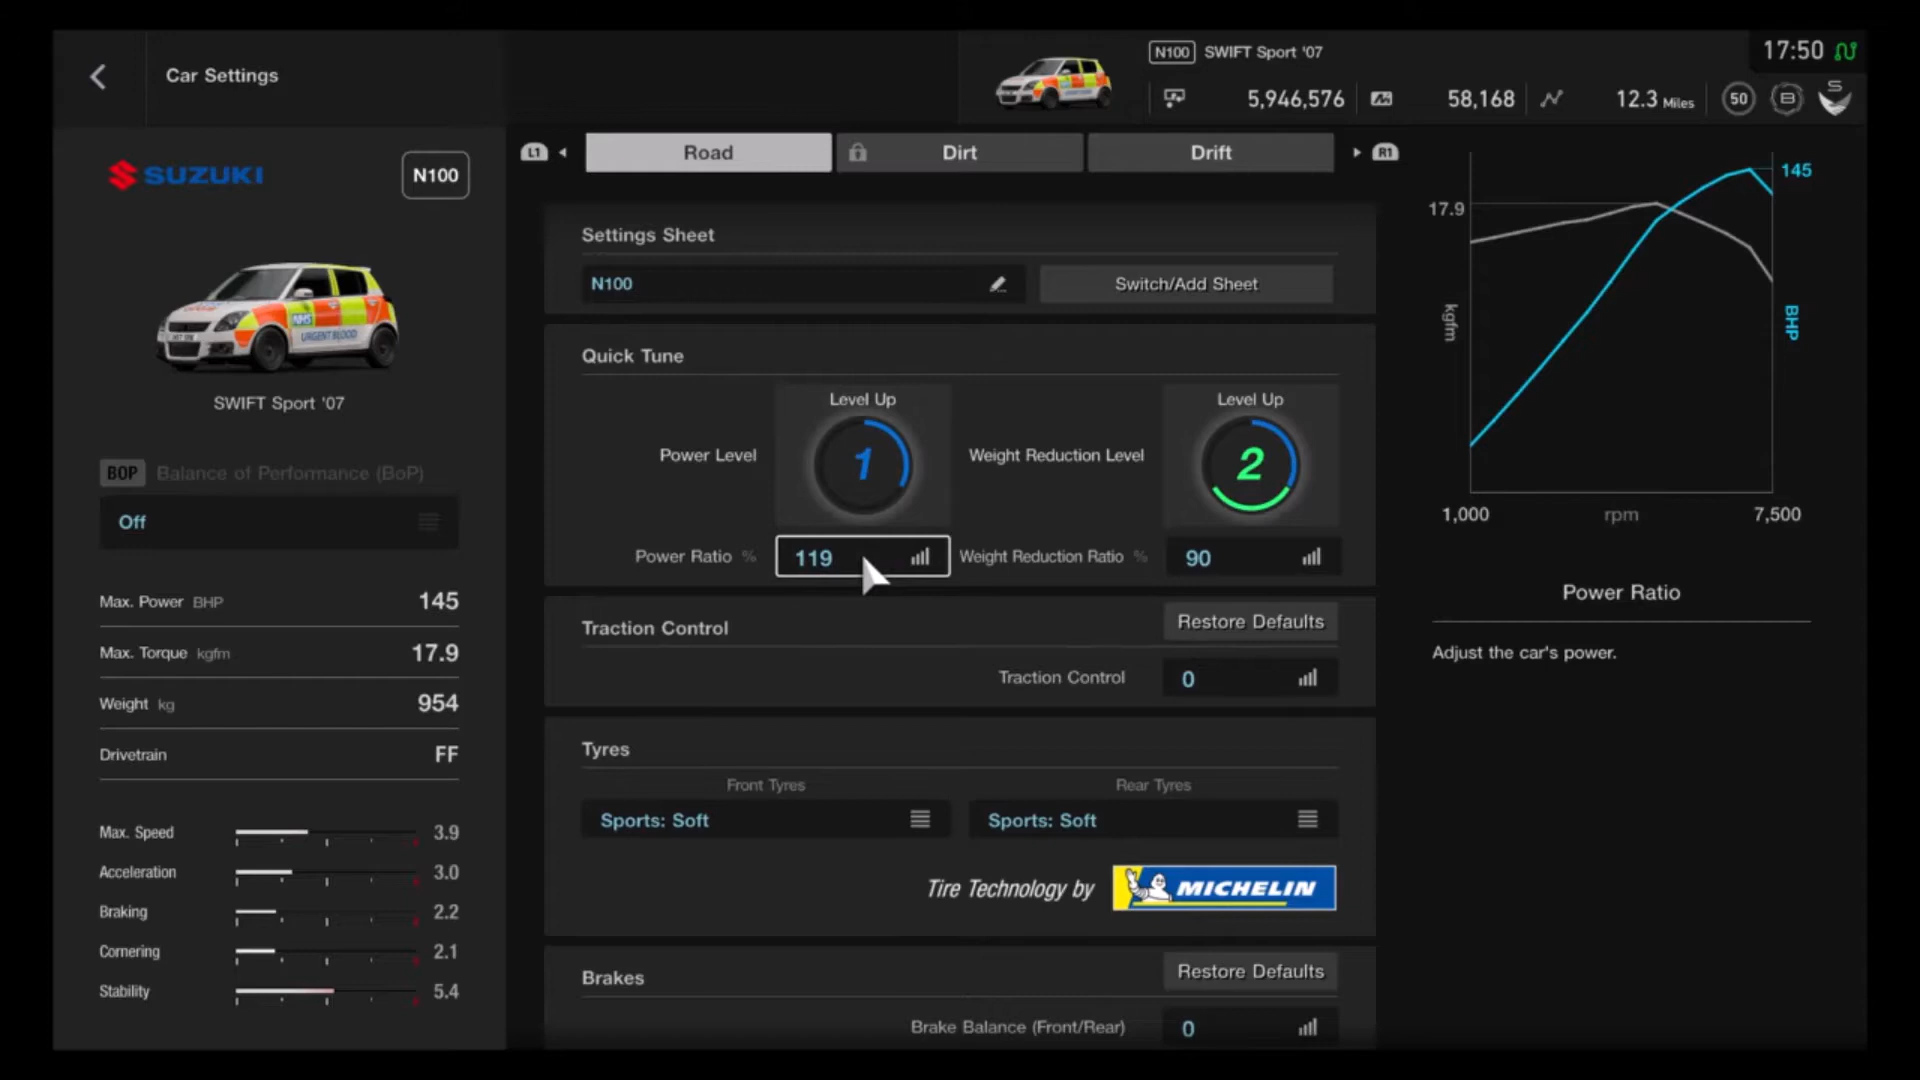 Car Settings
N100 SWIFT Sport '07
17:50
5,946,576
58,168
12.3 Miles
50
B
S
SUZUKI
N100
NHS
URGENT BLOOD
SWIFT Sport '07
BOP Balance of Performance (BoP)
Off
Max. Power BHP 145
Max. Torque kgfm 17.9
Weight kg 954
Drivetrain FF
Max. Speed 3.9
Acceleration 3.0
Braking 2.2
Cornering 2.1
Stability 5.4
L1 Road Dirt Drift R1
Settings Sheet
N100
Switch/Add Sheet
Quick Tune
Level Up
Power Level 1
Level Up
Weight Reduction Level 2
Power Ratio % 119
Weight Reduction Ratio % 90
Traction Control
Restore Defaults
Traction Control 0
Tyres
Front Tyres
Rear Tyres
Sports: Soft
Sports: Soft
Tire Technology by MICHELIN
Brakes
Restore Defaults
Brake Balance (Front/Rear) 0
145
17.9
kgfm
BHP
1,000 rpm 7,500
Power Ratio
Adjust the car's power.